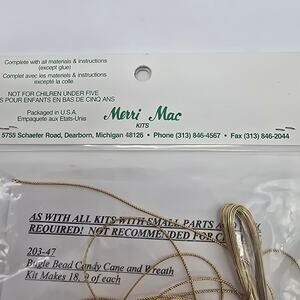 Complete with all materials & instructions
(except glue)
Complet avec les materials & instructions
excepté la colle
NOT FOR CHILREN UNDER FIVE
S POUR ENFANTS EN BAS DE CINQ ANS
Packaged in U.S.A.
Empaquete aux Etats-Unis
Merri Mac
KITS
5755 Schaefer Road, Dearborn, Michigan 48126 • Phone (313) 846-4567 • Fax (313) 846-2044
AS WITH ALL KITS WITH SMALL PARTS
REQUIRED! NOT RECOMMENDED FOR
203-47
Bugle Bead Candy Cane and Wreath
Kit Makes 18, 9 of each